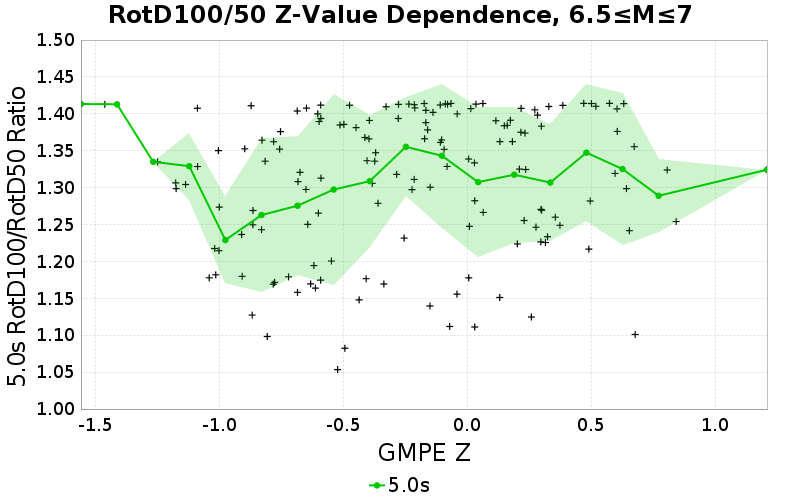 RotD100/50 Z-Value Dependence, 6.5≤M≤7
5.0s RotD100/RotD50 Ratio
1.50
1.45
1.40
1.35
1.30
1.25
1.20
1.15
1.10
1.05
1.00
-1.5 -1.0 -0.5 0.0 0.5 1.0
GMPE Z
5.0s